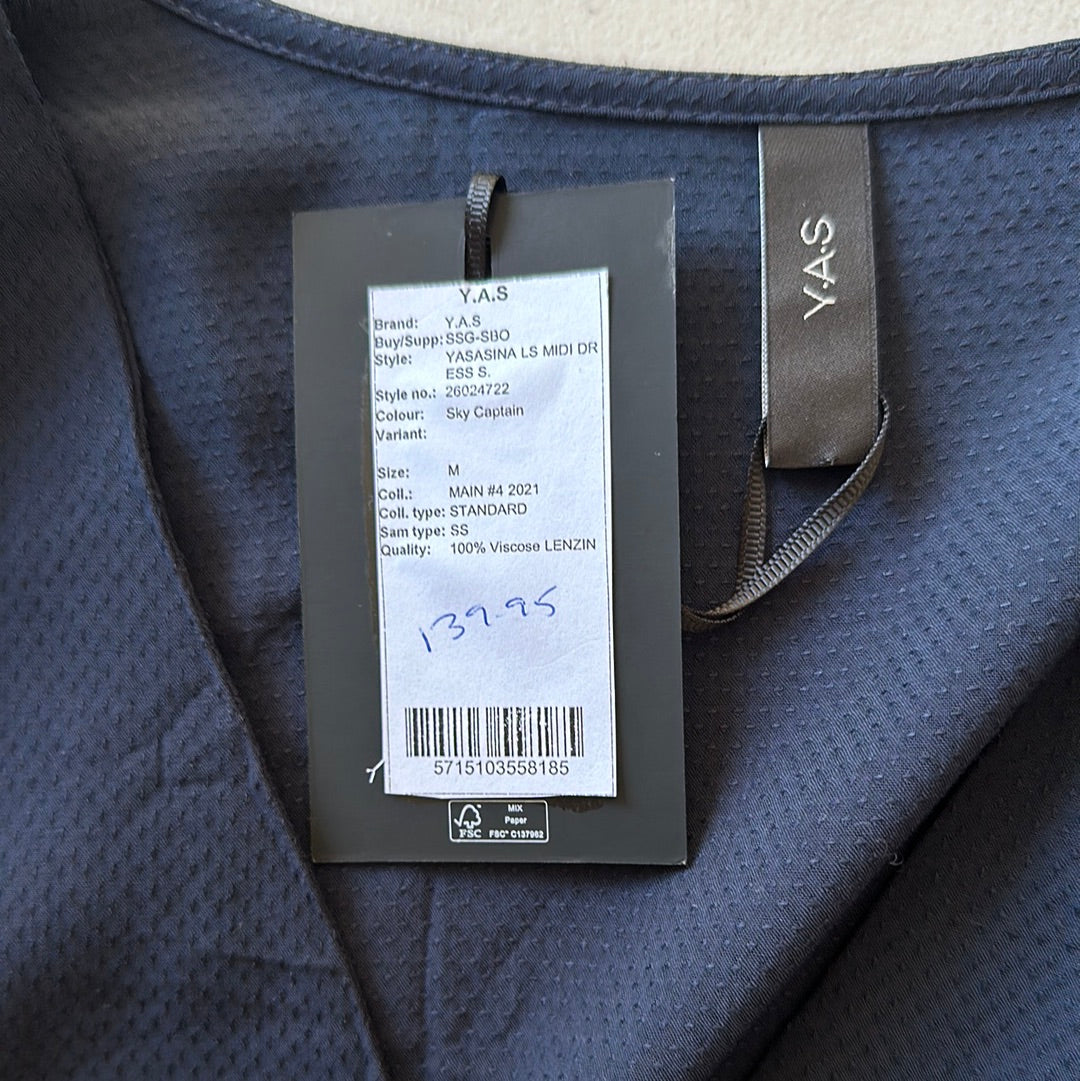 Y.A.S
Brand: Y.A.S
Buy/Supp: SSG-SBO
Style: YASASINA LS MIDI DR
ESS S.
Style no.: 26024722
Colour: Sky Captain
Variant:
Size: M
Coll.: MAIN #4 2021
Coll. type: STANDARD
Sam type: SS
Quality: 100% Viscose LENZIN
139.95
5715103558185
MIX
Paper
FSC FSC® C137982
Y.A.S